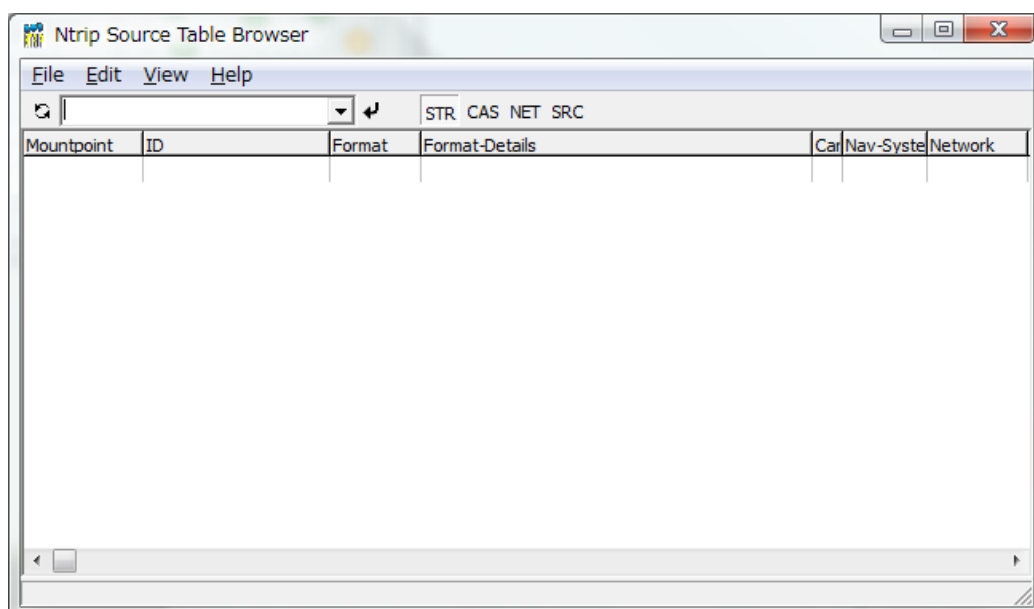 Ntrip Source Table Browser
File Edit View Help
STR CAS NET SRC
Mountpoint ID Format Format-Details Car Nav-Syste Network